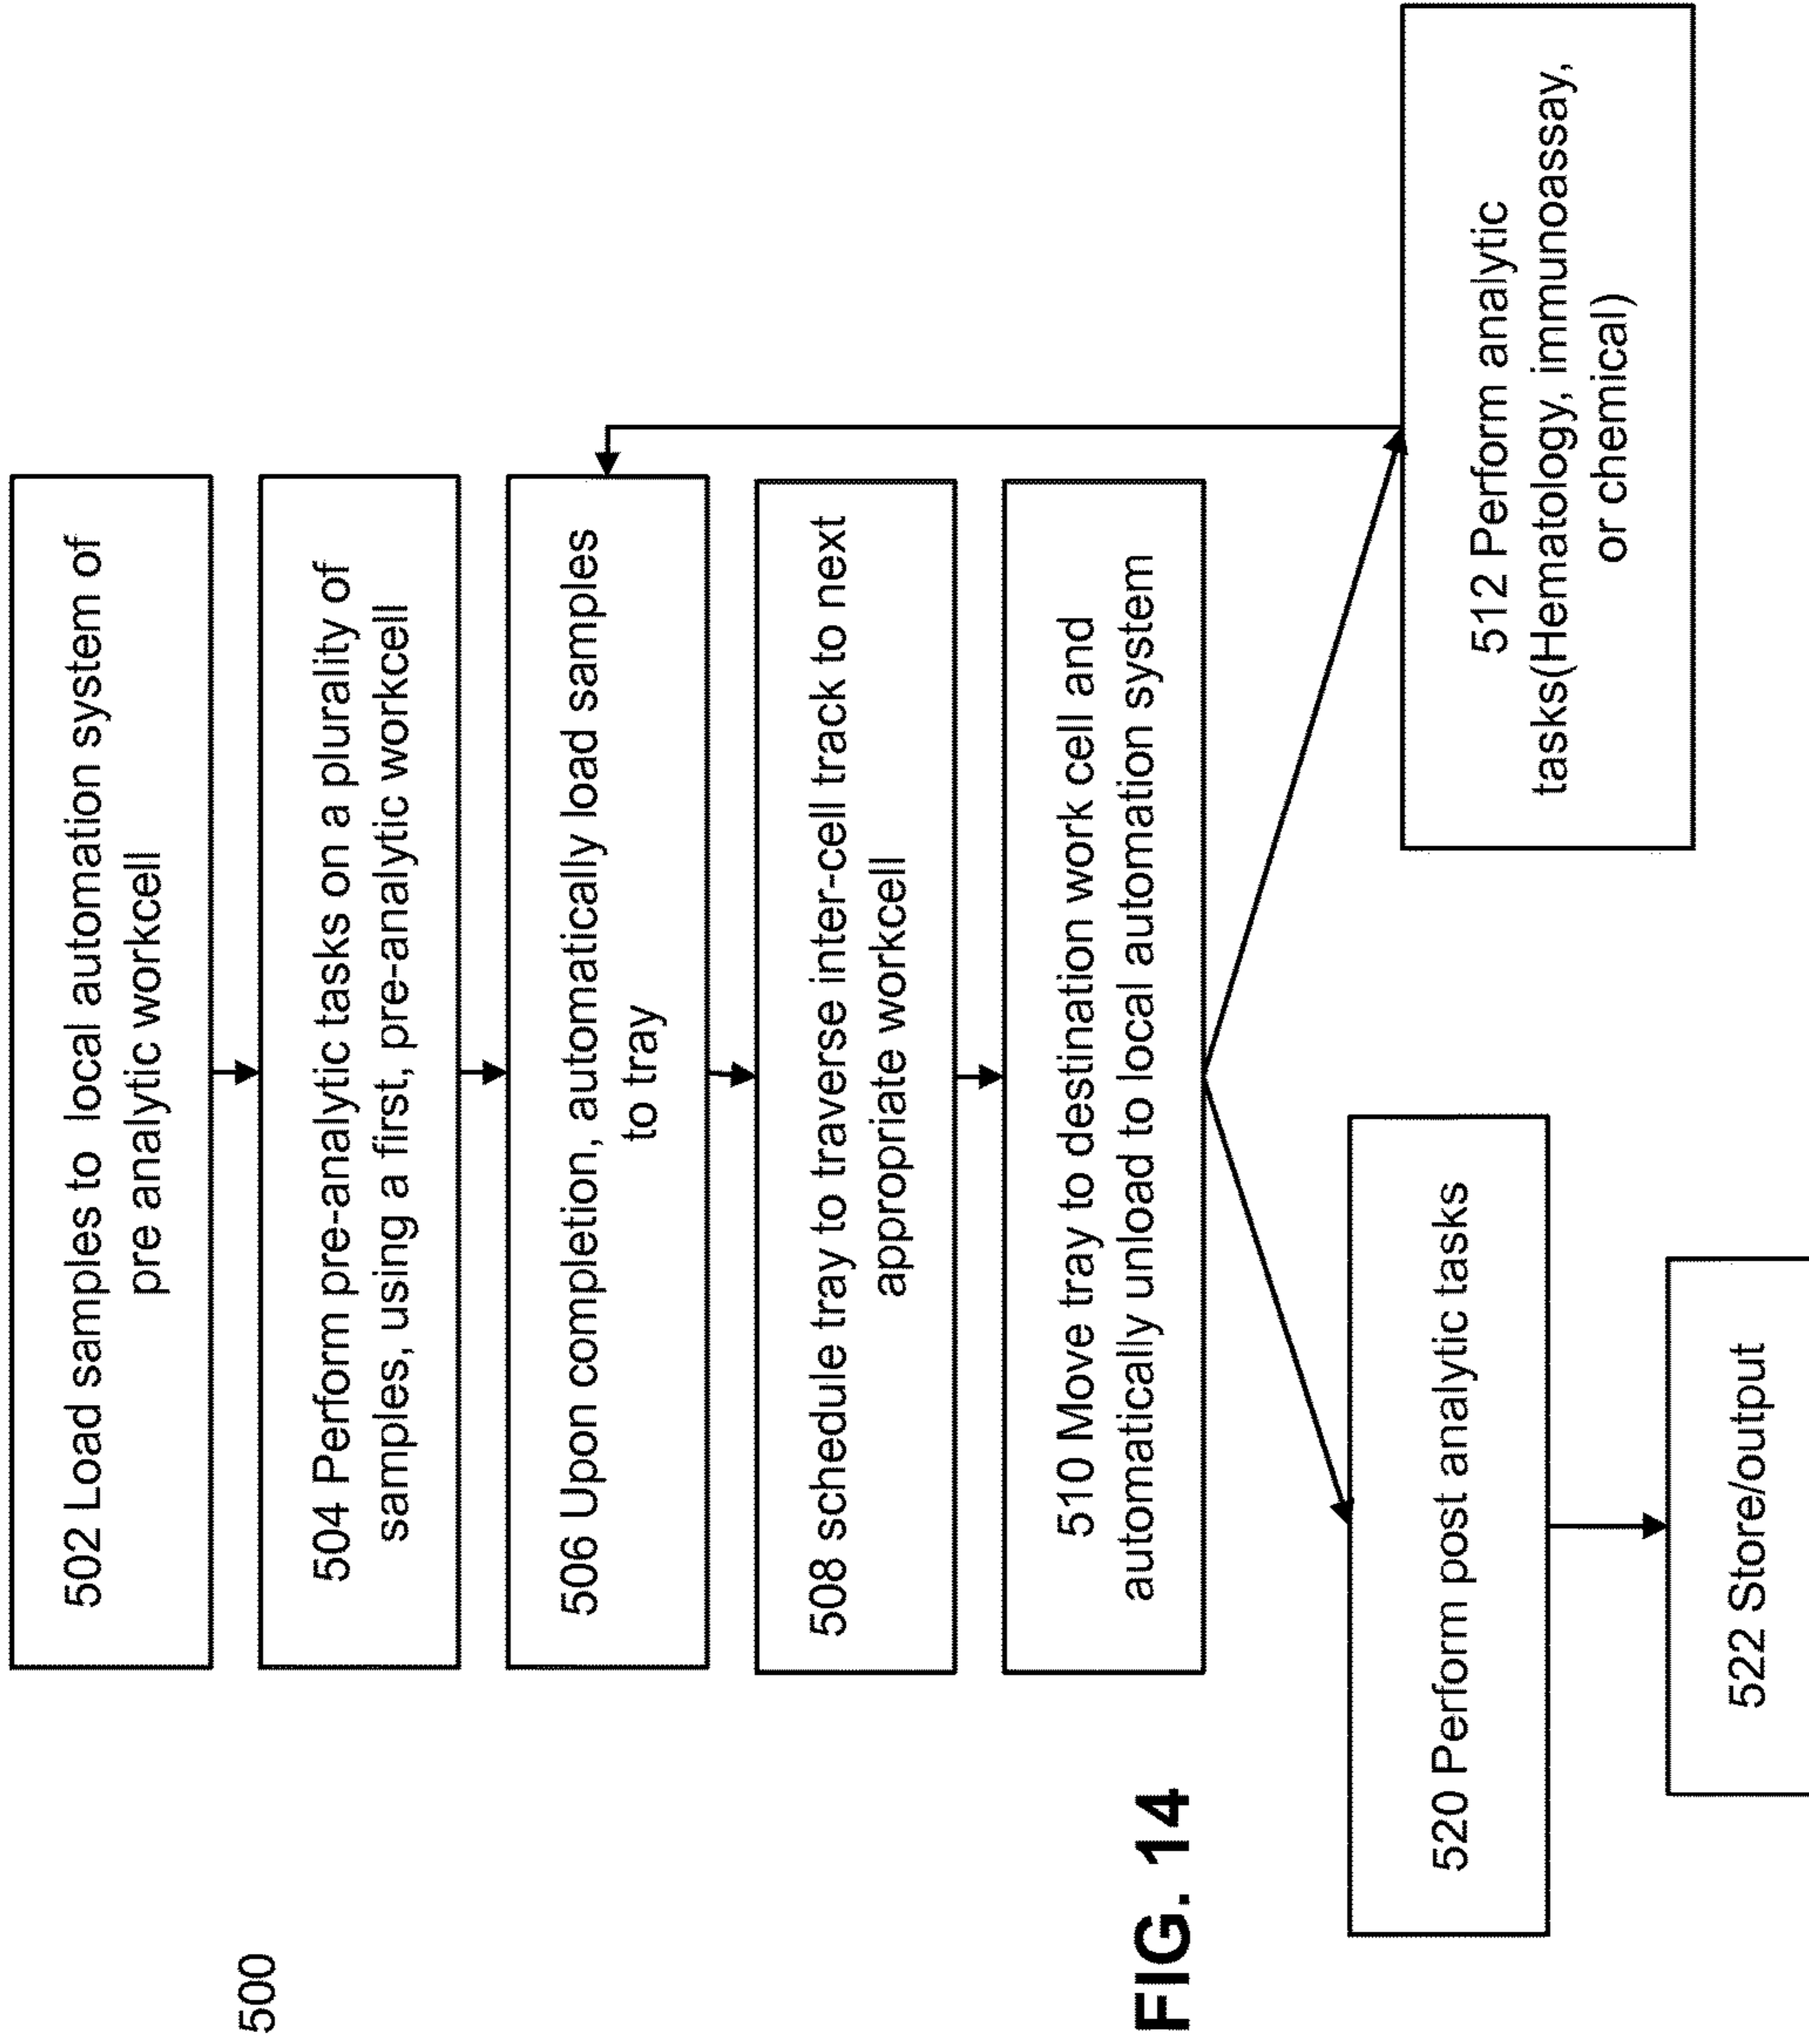 500
502 Load samples to local automation system of
pre analytic workcell
504 Perform pre-analytic tasks on a plurality of
samples, using a first, pre-analytic workcell
506 Upon completion, automatically load samples
to tray
508 schedule tray to traverse inter-cell track to next
appropriate workcell
510 Move tray to destination work cell and
automatically unload to local automation system
512 Perform analytic
tasks(Hematology, immunoassay,
or chemical)
520 Perform post analytic tasks
522 Store/output
FIG. 14